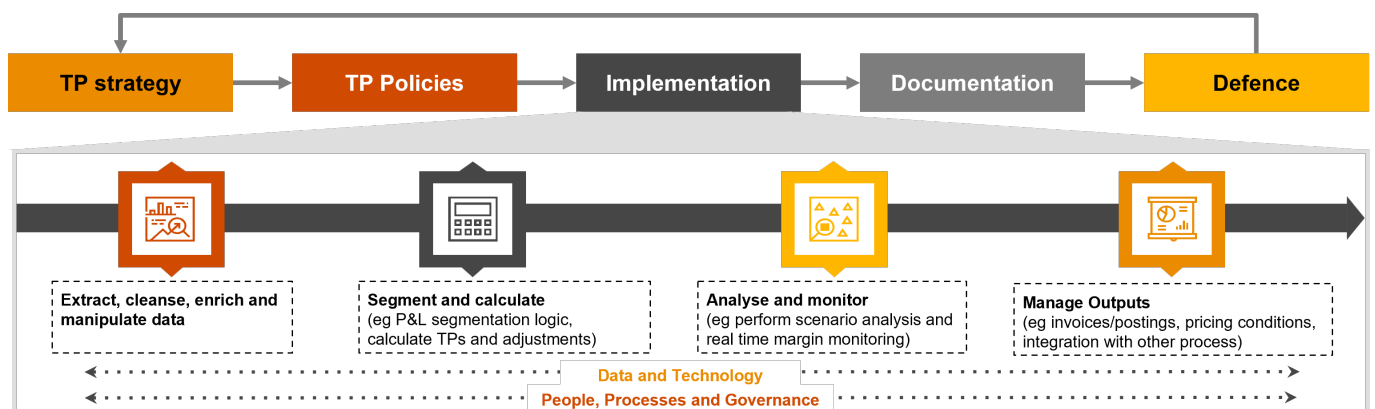 TP strategy
TP Policies
Implementation
Documentation
Defence
Extract, cleanse, enrich and
manipulate data
Segment and calculate
(eg P&L segmentation logic,
calculate TPs and adjustments)
Analyse and monitor
(eg perform scenario analysis and
real time margin monitoring)
Manage Outputs
(eg invoices/postings, pricing conditions,
integration with other process)
Data and Technology
People, Processes and Governance